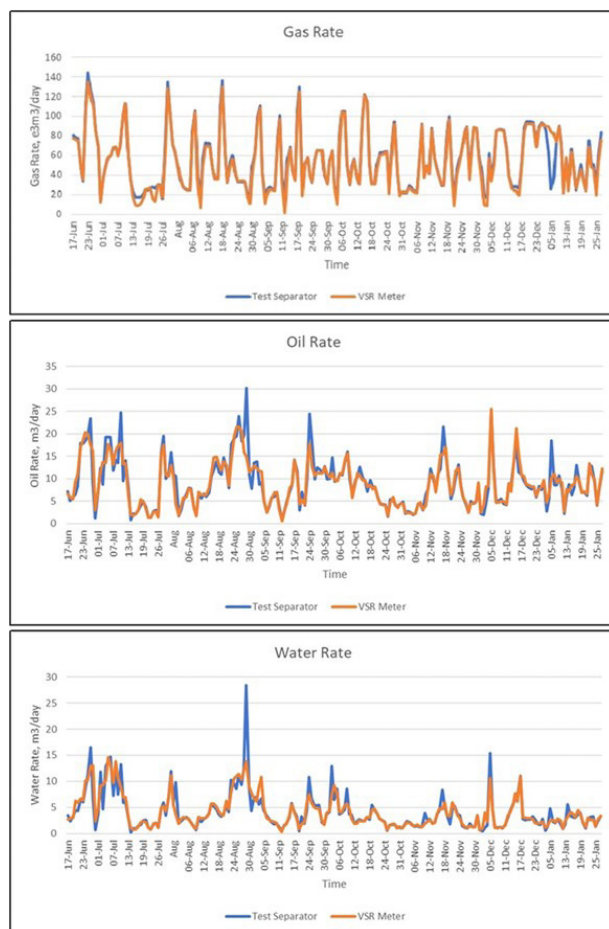 Gas Rate
Gas Rate, e3m3/day
160
140
120
100
80
60
40
20
0
17-Jun 23-Jun 01-Jul 07-Jul 13-Jul 20-Jul 26-Jul Aug 06-Aug 12-Aug 18-Aug 24-Aug 30-Aug 05-Sep 11-Sep 17-Sep 24-Sep 30-Sep 06-Oct 12-Oct 18-Oct 24-Oct 31-Oct 06-Nov 12-Nov 18-Nov 24-Nov 30-Nov 05-Dec 11-Dec 17-Dec 23-Dec 05-Jan 13-Jan 19-Jan 25-Jan
Time
Test Separator VSR Meter
Oil Rate
Oil Rate, m3/day
35
30
25
20
15
10
5
0
17-Jun 23-Jun 01-Jul 07-Jul 13-Jul 20-Jul 26-Jul Aug 06-Aug 12-Aug 18-Aug 24-Aug 30-Aug 05-Sep 11-Sep 17-Sep 24-Sep 30-Sep 06-Oct 12-Oct 18-Oct 24-Oct 31-Oct 06-Nov 12-Nov 18-Nov 24-Nov 30-Nov 05-Dec 11-Dec 17-Dec 23-Dec 05-Jan 13-Jan 19-Jan 25-Jan
Time
Test Separator VSR Meter
Water Rate
Water Rate, m3/day
30
25
20
15
10
5
0
17-Jun 23-Jun 01-Jul 07-Jul 13-Jul 20-Jul 26-Jul Aug 06-Aug 12-Aug 18-Aug 24-Aug 30-Aug 05-Sep 11-Sep 17-Sep 24-Sep 30-Sep 06-Oct 12-Oct 18-Oct 24-Oct 31-Oct 06-Nov 12-Nov 18-Nov 24-Nov 30-Nov 05-Dec 11-Dec 17-Dec 23-Dec 05-Jan 13-Jan 19-Jan 25-Jan
Time
Test Separator VSR Meter